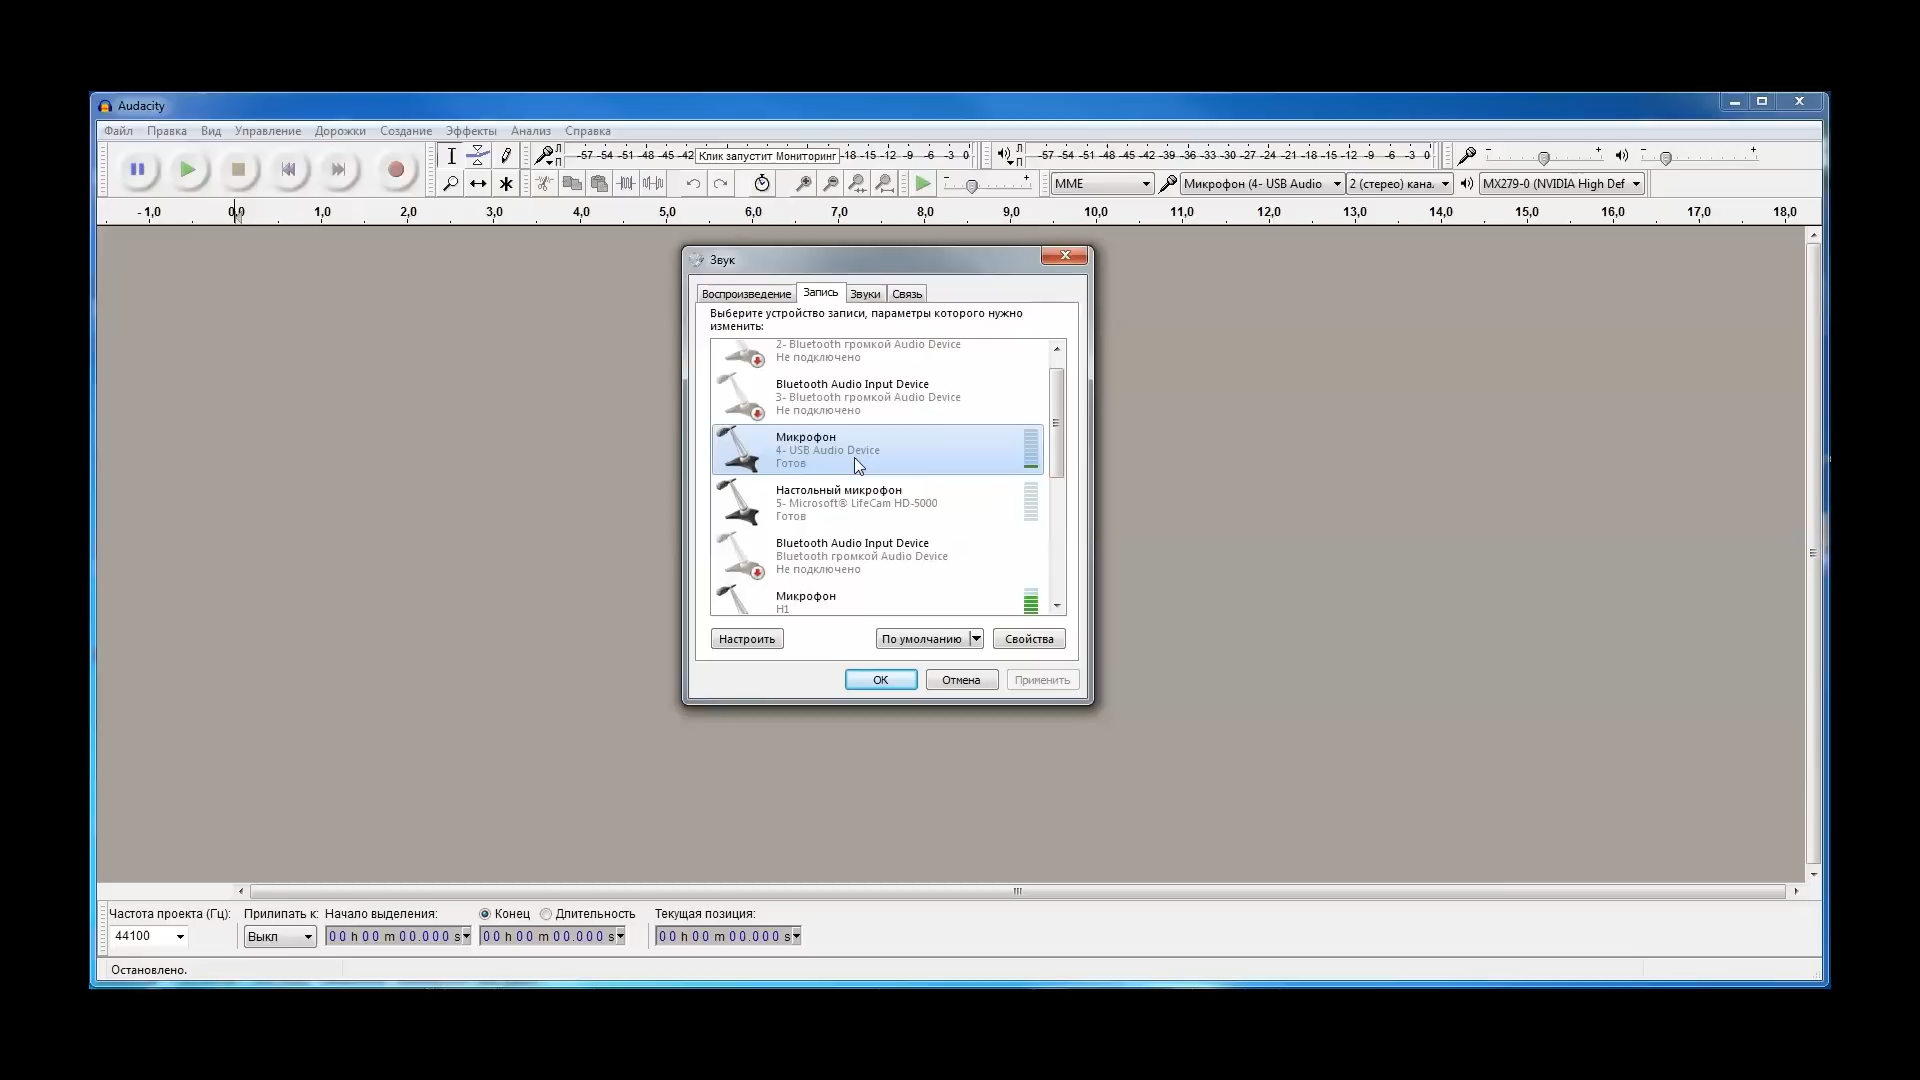 Audacity
Файл Правка Вид Управление Дорожки Создание Эффекты Анализ Справка
Л -57 -54 -51 -48 -45 -42 Клик запустит Мониторинг -18 -15 -12 -9 -6 -3 0 Л -57 -54 -51 -48 -45 -42 -39 -36 -33 -30 -27 -24 -21 -18 -15 -12 -9 -6 -3 0 - + - +
П П
- + MME Микрофон (4- USB Audio 2 (стерео) кана. MX279-0 (NVIDIA High Def
- 1,0 0,0 1,0 2,0 3,0 4,0 5,0 6,0 7,0 8,0 9,0 10,0 11,0 12,0 13,0 14,0 15,0 16,0 17,0 18,0
Звук
Воспроизведение Запись Звуки Связь
Выберите устройство записи, параметры которого нужно
изменить:
2- Bluetooth громкой Audio Device
Не подключено
Bluetooth Audio Input Device
3- Bluetooth громкой Audio Device
Не подключено
Микрофон
4- USB Audio Device
Готов
Настольный микрофон
5- Microsoft® LifeCam HD-5000
Готов
Bluetooth Audio Input Device
Bluetooth громкой Audio Device
Не подключено
Микрофон
H1
Настроить По умолчанию Свойства
ОК Отмена Применить
Частота проекта (Гц): Прилипать к: Начало выделения: Конец Длительность Текущая позиция:
44100 Выкл 00 h 00 m 00.000 s 00 h 00 m 00.000 s 00 h 00 m 00.000 s
Остановлено.